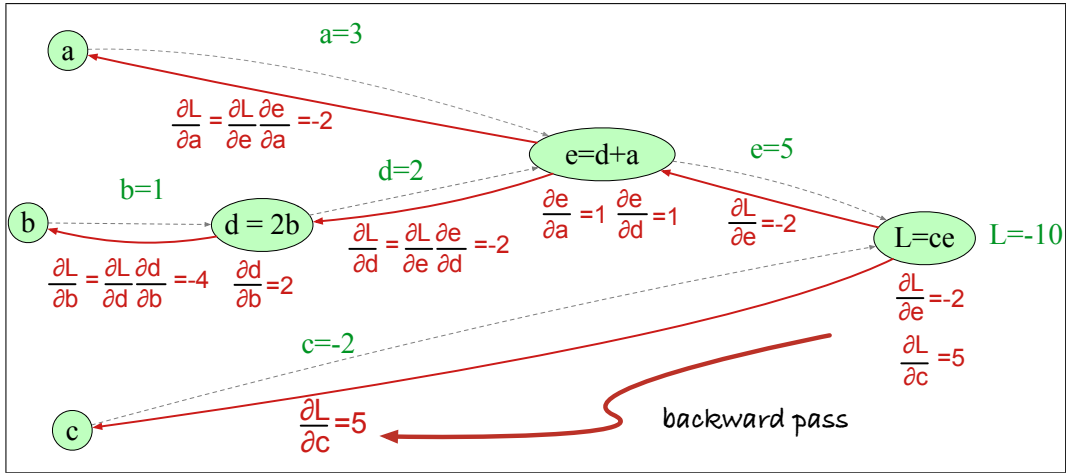 a
a=3
∂L/∂a = ∂L/∂e ∂e/∂a =-2
e=d+a
e=5
d=2
b=1
b
d = 2b
∂e/∂a =1 ∂e/∂d =1
∂L/∂e =-2
L=ce
L=-10
∂L/∂d = ∂L/∂e ∂e/∂d =-2
∂L/∂b = ∂L/∂d ∂d/∂b =-4
∂d/∂b =2
∂L/∂e =-2
c=-2
∂L/∂c =5
c
∂L/∂c =5
backward pass